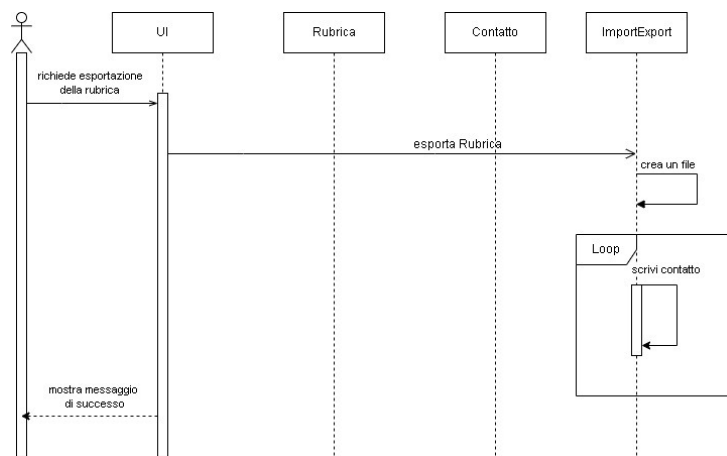 UI
Rubrica
Contatto
ImportExport
richiede esportazione
della rubrica
esporta Rubrica
crea un file
Loop
scrivi contatto
mostra messaggio
di successo